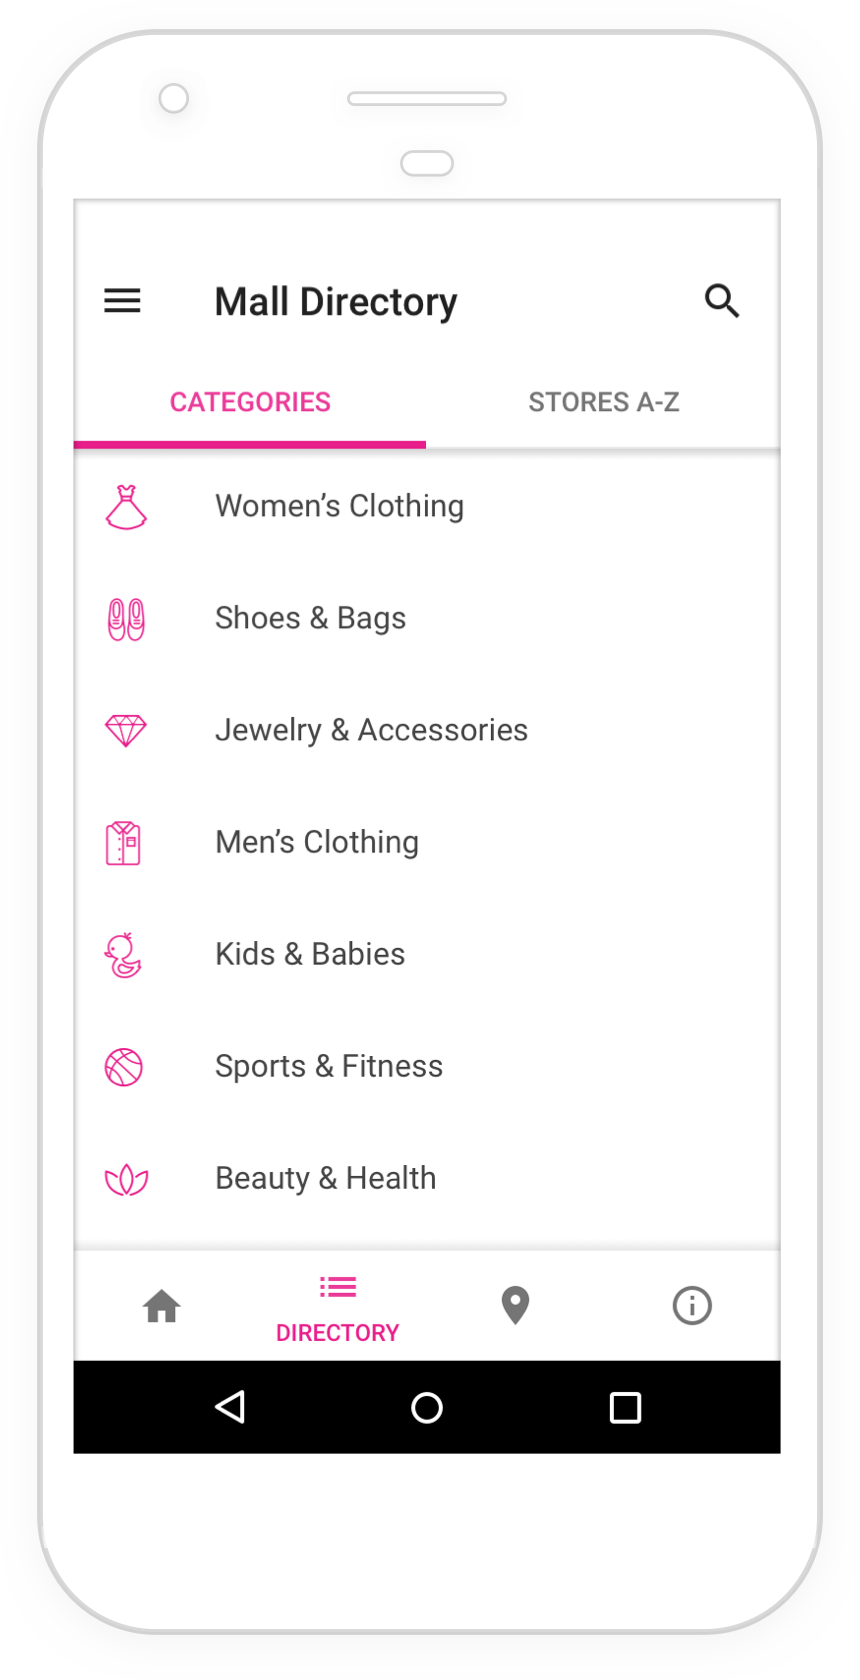 Mall Directory
CATEGORIES
STORES A-Z
Women’s Clothing
Shoes & Bags
Jewelry & Accessories
Men’s Clothing
Kids & Babies
Sports & Fitness
Beauty & Health
DIRECTORY